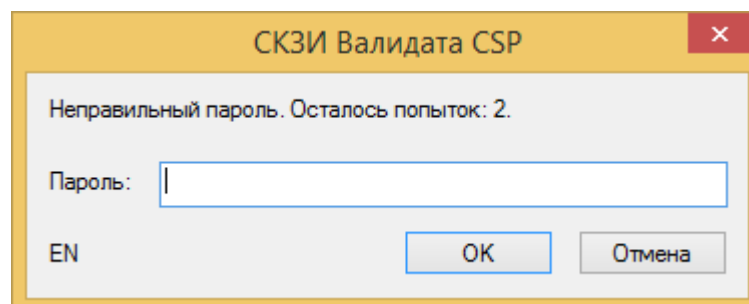 СКЗИ Валидата CSP
Неправильный пароль. Осталось попыток: 2.
Пароль:
EN
OK
Отмена